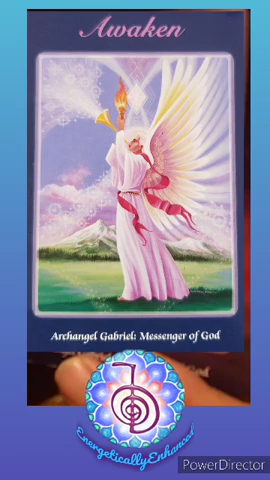 Awaken
Archangel Gabriel: Messenger of God
EnergeticallyEnhanced
PowerDirector